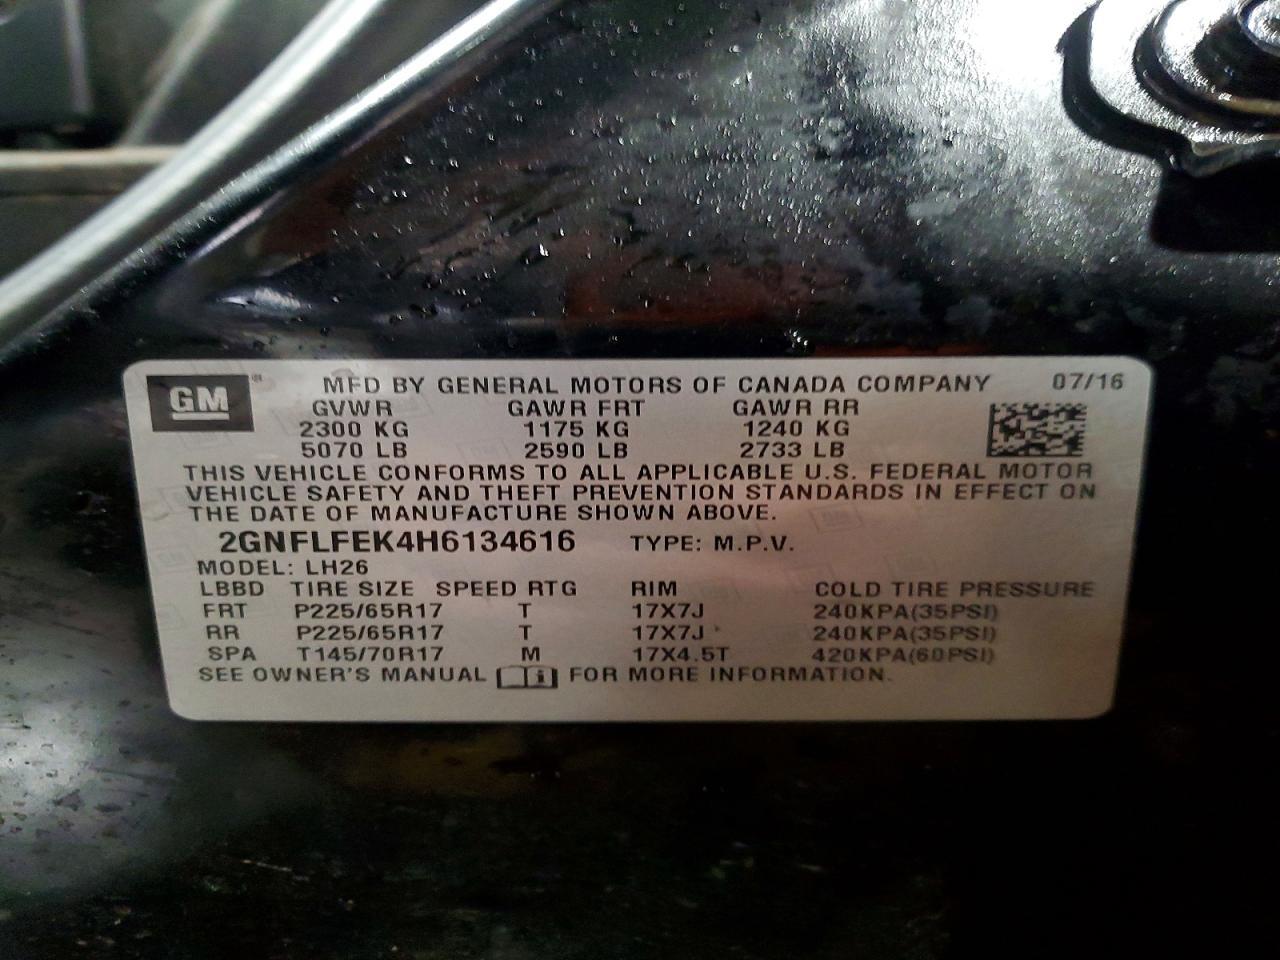 GM® MFD BY GENERAL MOTORS OF CANADA COMPANY 07/16
GVWR GAWR FRT GAWR RR
2300 KG 1175 KG 1240 KG
5070 LB 2590 LB 2733 LB
THIS VEHICLE CONFORMS TO ALL APPLICABLE U.S. FEDERAL MOTOR
VEHICLE SAFETY AND THEFT PREVENTION STANDARDS IN EFFECT ON
THE DATE OF MANUFACTURE SHOWN ABOVE.
2GNFLFEK4H6134616 TYPE: M.P.V.
MODEL: LH26
LBBD TIRE SIZE SPEED RTG RIM COLD TIRE PRESSURE
FRT P225/65R17 T 17X7J 240KPA(35PSI)
RR P225/65R17 T 17X7J 240KPA(35PSI)
SPA T145/70R17 M 17X4.5T 420KPA(60PSI)
SEE OWNER'S MANUAL i FOR MORE INFORMATION.